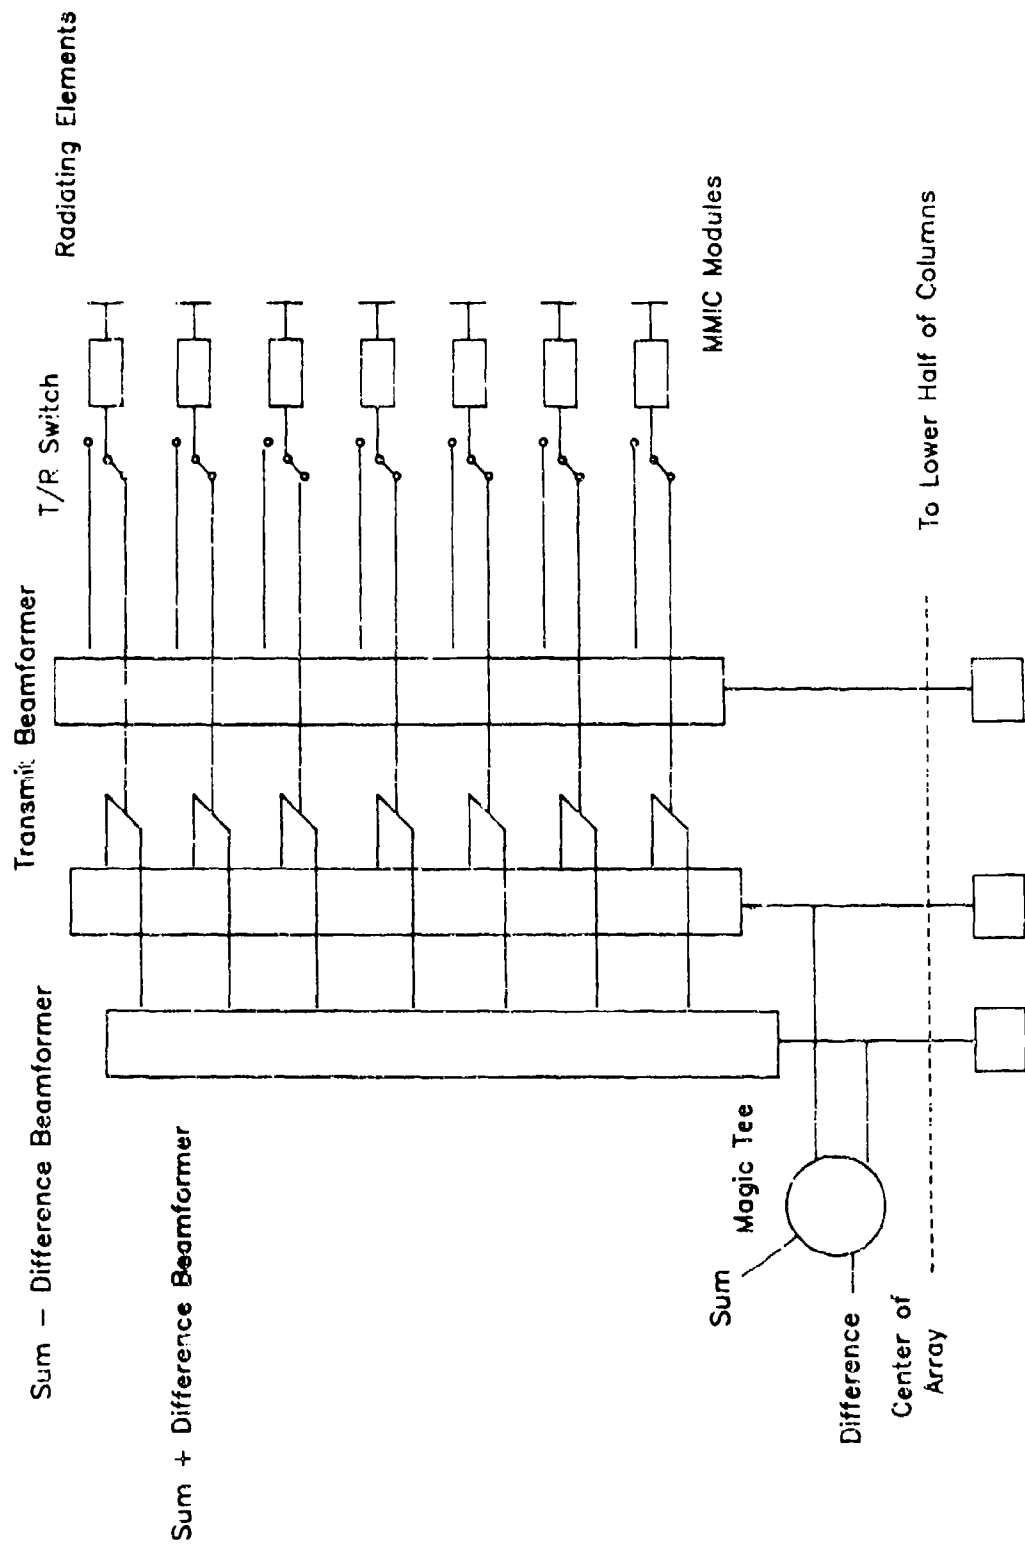 Radiating Elements
T/R Switch
Transmit Beamformer
Sum − Difference Beamformer
Sum + Difference Beamformer
MMIC Modules
Magic Tee
Sum
Difference
Center of
Array
To Lower Half of Columns